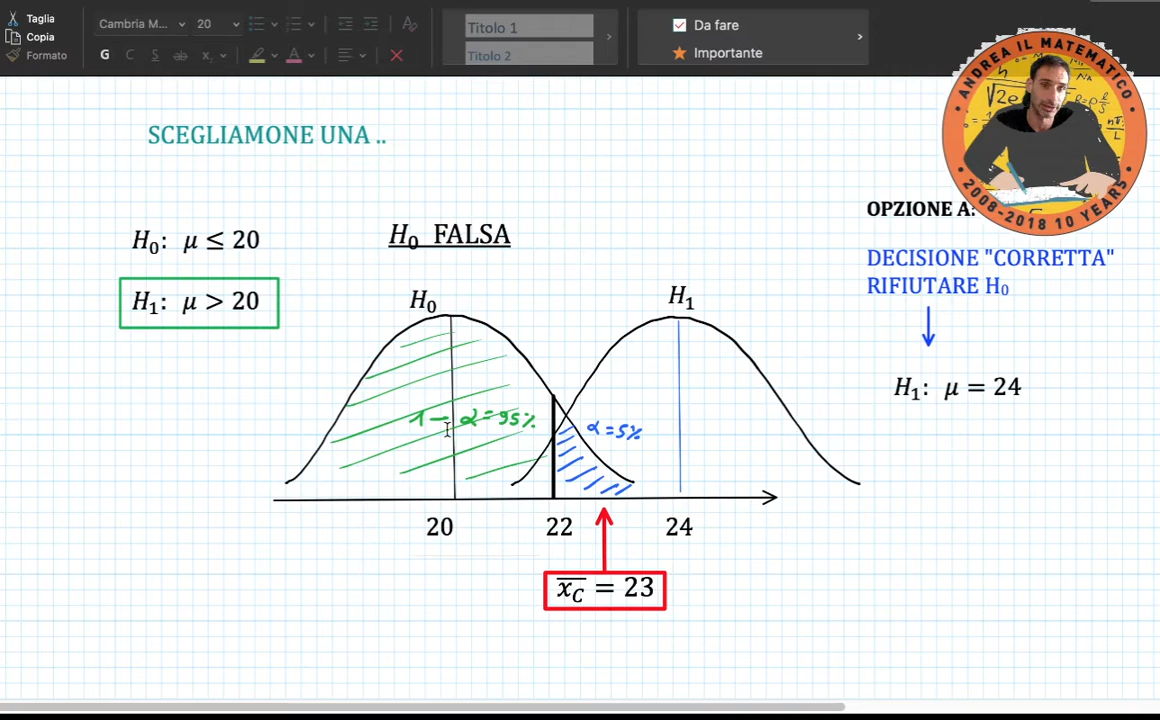 Taglia
Copia
Formato
Cambria M...
20
G C S ab x
A
Titolo 1
Titolo 2
Da fare
Importante
ANDREA IL MATEMATICO
2008-2018 10 YEARS
SCEGLIAMONE UNA ..
H₀: μ ≤ 20
H₁: μ > 20
H₀ FALSA
OPZIONE A:
DECISIONE "CORRETTA"
RIFIUTARE H₀
H₁: μ = 24
H₀
H₁
1 - α = 95%
α = 5%
20
22
24
x̄_C = 23